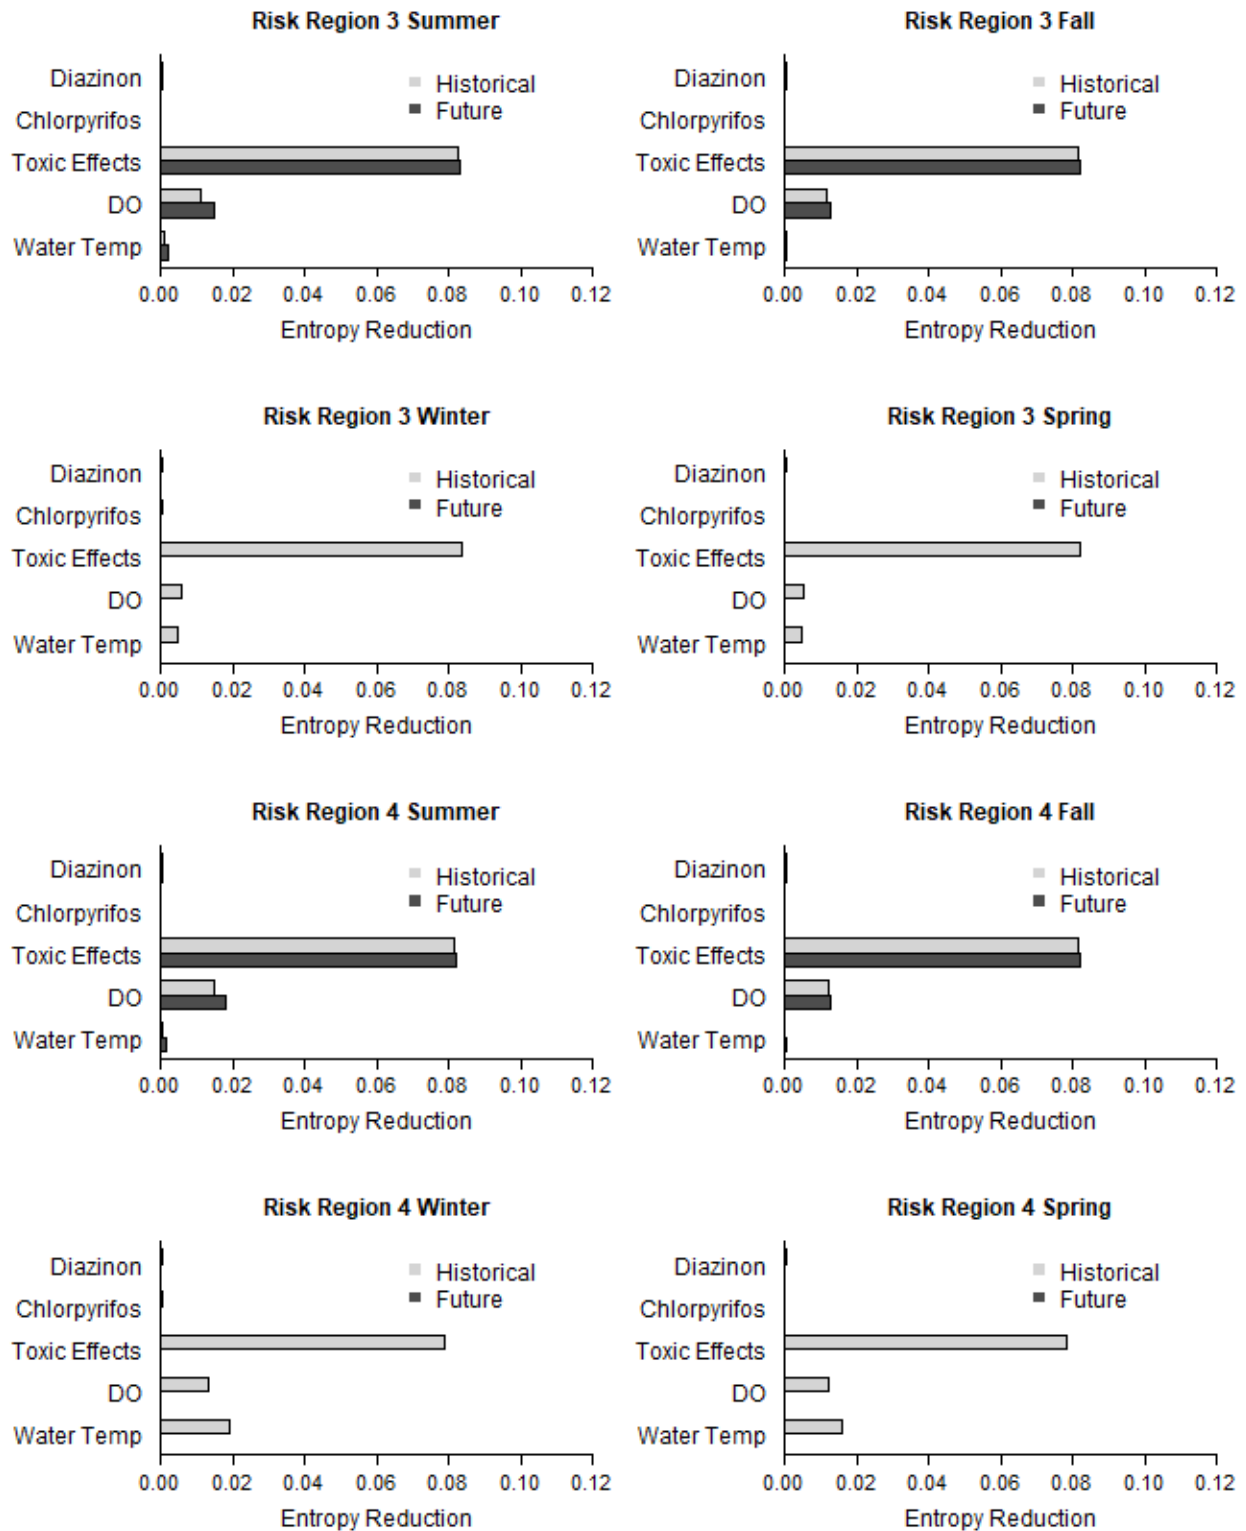 Risk Region 3 Summer
Diazinon
Chlorpyrifos
Toxic Effects
DO
Water Temp
Historical
Future
0.00 0.02 0.04 0.06 0.08 0.10 0.12
Entropy Reduction
Risk Region 3 Fall
Diazinon
Chlorpyrifos
Toxic Effects
DO
Water Temp
Historical
Future
0.00 0.02 0.04 0.06 0.08 0.10 0.12
Entropy Reduction
Risk Region 3 Winter
Diazinon
Chlorpyrifos
Toxic Effects
DO
Water Temp
Historical
Future
0.00 0.02 0.04 0.06 0.08 0.10 0.12
Entropy Reduction
Risk Region 3 Spring
Diazinon
Chlorpyrifos
Toxic Effects
DO
Water Temp
Historical
Future
0.00 0.02 0.04 0.06 0.08 0.10 0.12
Entropy Reduction
Risk Region 4 Summer
Diazinon
Chlorpyrifos
Toxic Effects
DO
Water Temp
Historical
Future
0.00 0.02 0.04 0.06 0.08 0.10 0.12
Entropy Reduction
Risk Region 4 Fall
Diazinon
Chlorpyrifos
Toxic Effects
DO
Water Temp
Historical
Future
0.00 0.02 0.04 0.06 0.08 0.10 0.12
Entropy Reduction
Risk Region 4 Winter
Diazinon
Chlorpyrifos
Toxic Effects
DO
Water Temp
Historical
Future
0.00 0.02 0.04 0.06 0.08 0.10 0.12
Entropy Reduction
Risk Region 4 Spring
Diazinon
Chlorpyrifos
Toxic Effects
DO
Water Temp
Historical
Future
0.00 0.02 0.04 0.06 0.08 0.10 0.12
Entropy Reduction